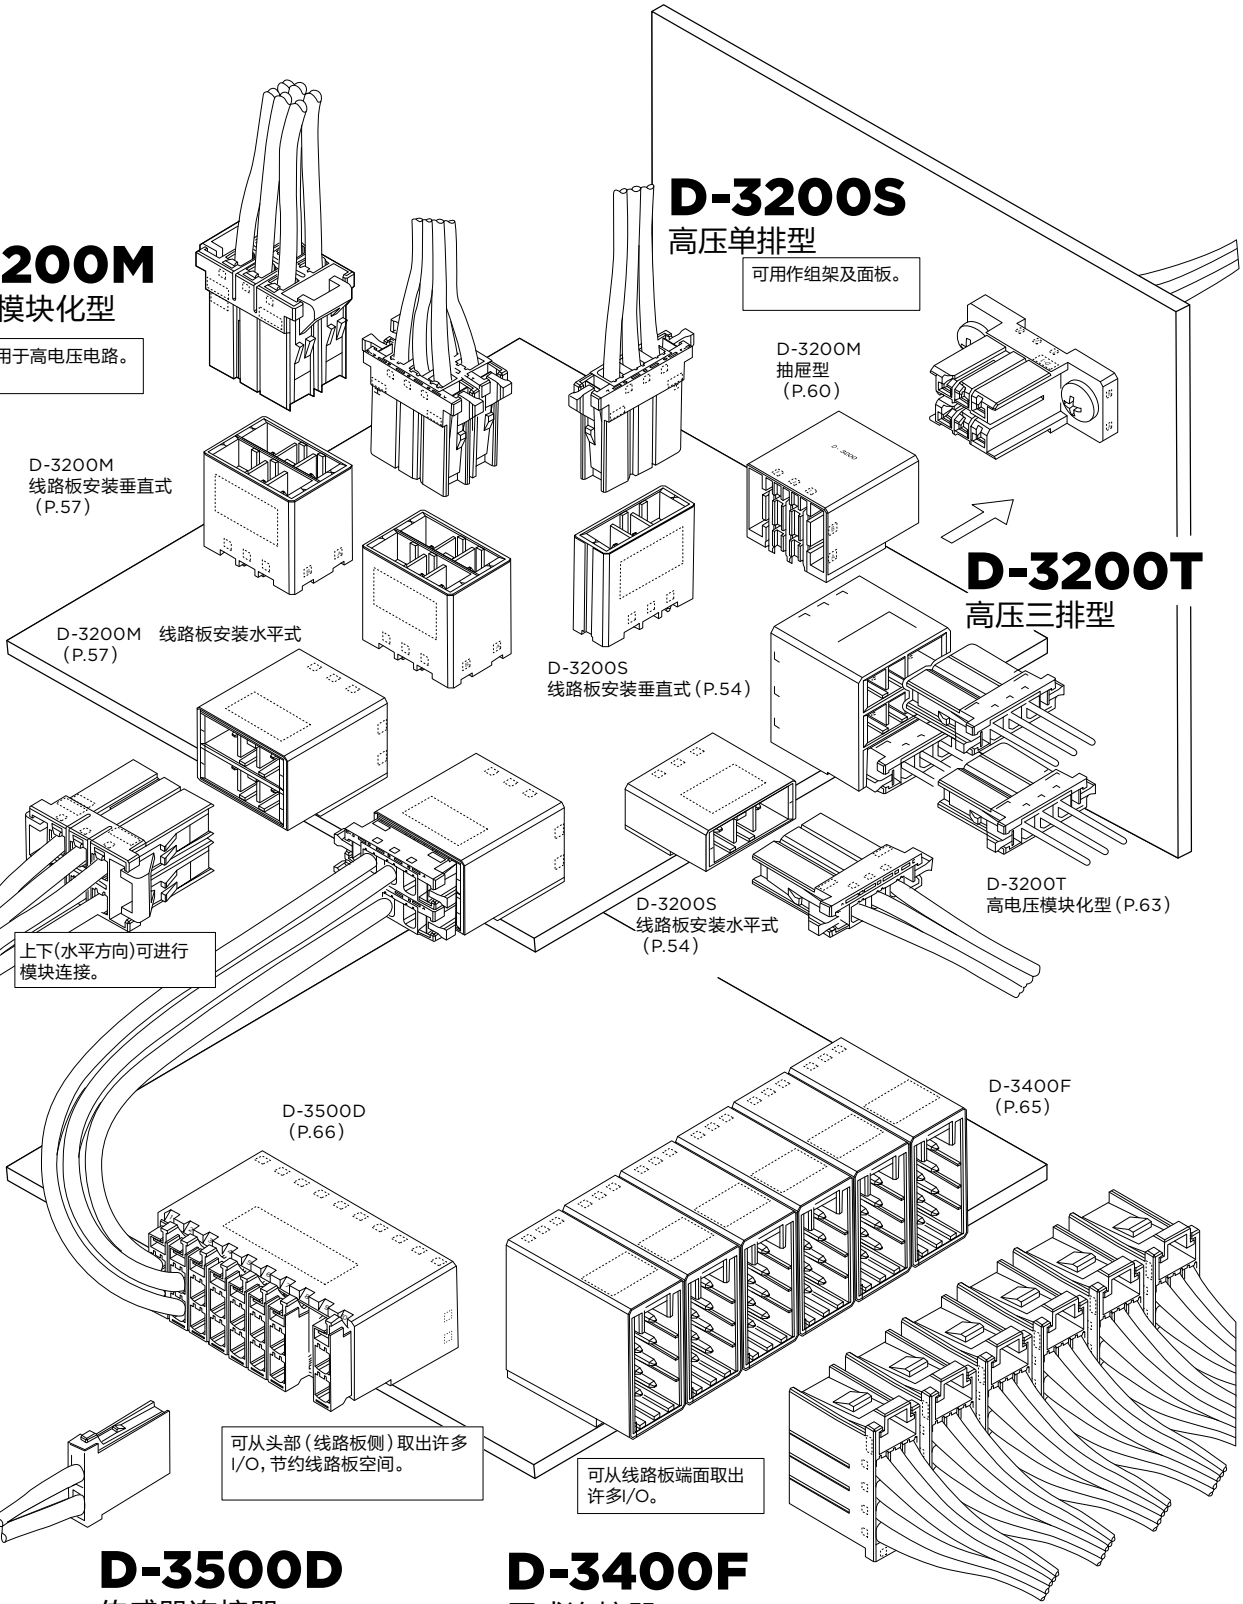 D-3200S
高压单排型
可用作组架及面板。
200M
模块化型
用于高电压电路。
D-3200M
抽屉型
(P.60)
D-3200
D-3200M
线路板安装垂直式
(P.57)
D-3200T
高压三排型
D-3200M 线路板安装水平式
(P.57)
D-3200S
线路板安装垂直式(P.54)
D-3200T
高电压模块化型(P.63)
D-3200S
线路板安装水平式
(P.54)
上下(水平方向)可进行
模块连接。
D-3500D
(P.66)
D-3400F
(P.65)
可从头部(线路板侧)取出许多
I/O,节约线路板空间。
可从线路板端面取出
许多I/O。
D-3500D
D-3400F